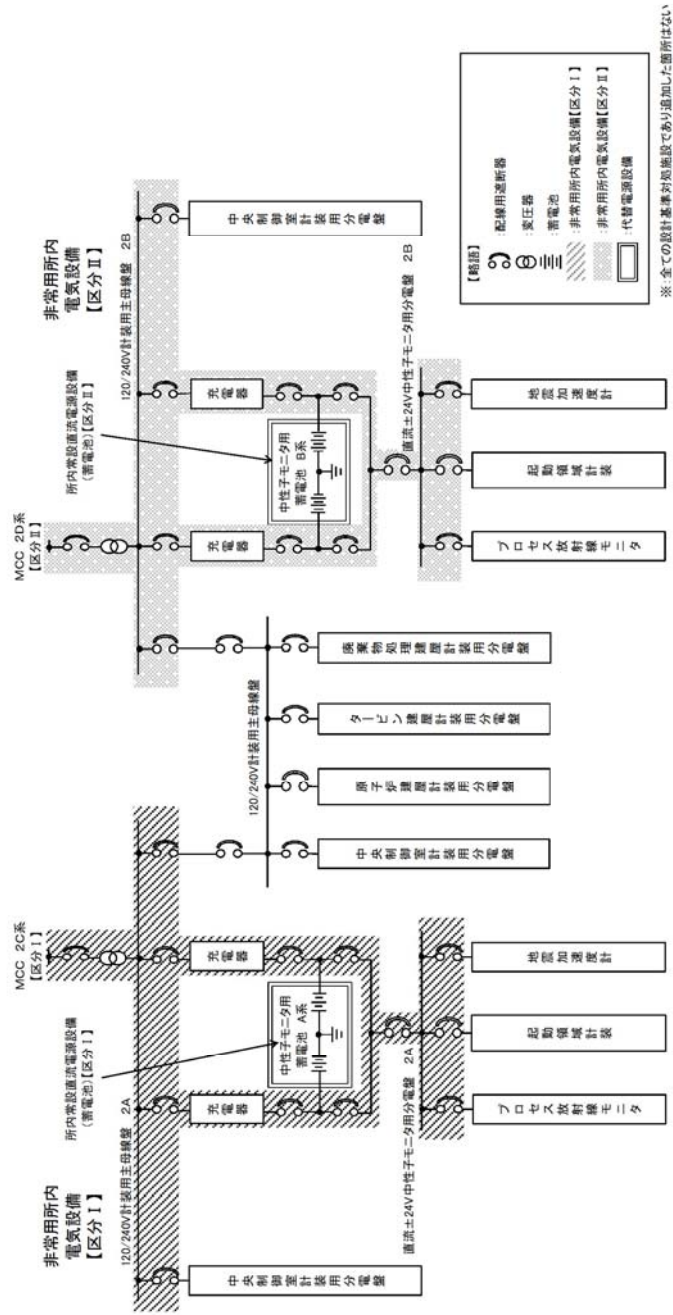 非常用所内
電気設備
【区分Ⅰ】
120/240V計装用主母線盤 2A
所内常設直流電源設備
(蓄電池)【区分Ⅰ】
MCC 2C系
【区分Ⅰ】
中央制御室計装用分電盤
充電器
中性子モニタ用
蓄電池 A系
充電器
直流±24V中性子モニタ用分電盤 2A
プロセス放射線モニタ
起動領域計装
地震加速度計
120/240V計装用主母線盤
中央制御室計装用分電盤
原子炉建屋計装用分電盤
タービン建屋計装用分電盤
廃棄物処理建屋計装用分電盤
非常用所内
電気設備
【区分Ⅱ】
MCC 2D系
【区分Ⅱ】
所内常設直流電源設備
(蓄電池)【区分Ⅱ】
120/240V計装用主母線盤 2B
充電器
中性子モニタ用
蓄電池 B系
充電器
中央制御室計装用分電盤
直流±24V中性子モニタ用分電盤 2B
プロセス放射線モニタ
起動領域計装
地震加速度計
【略語】
:配線用遮断器
:変圧器
:蓄電池
:非常用所内電気設備【区分Ⅰ】
:非常用所内電気設備【区分Ⅱ】
:代替電源設備
※:全ての設計基準対処施設であり追加した箇所はない